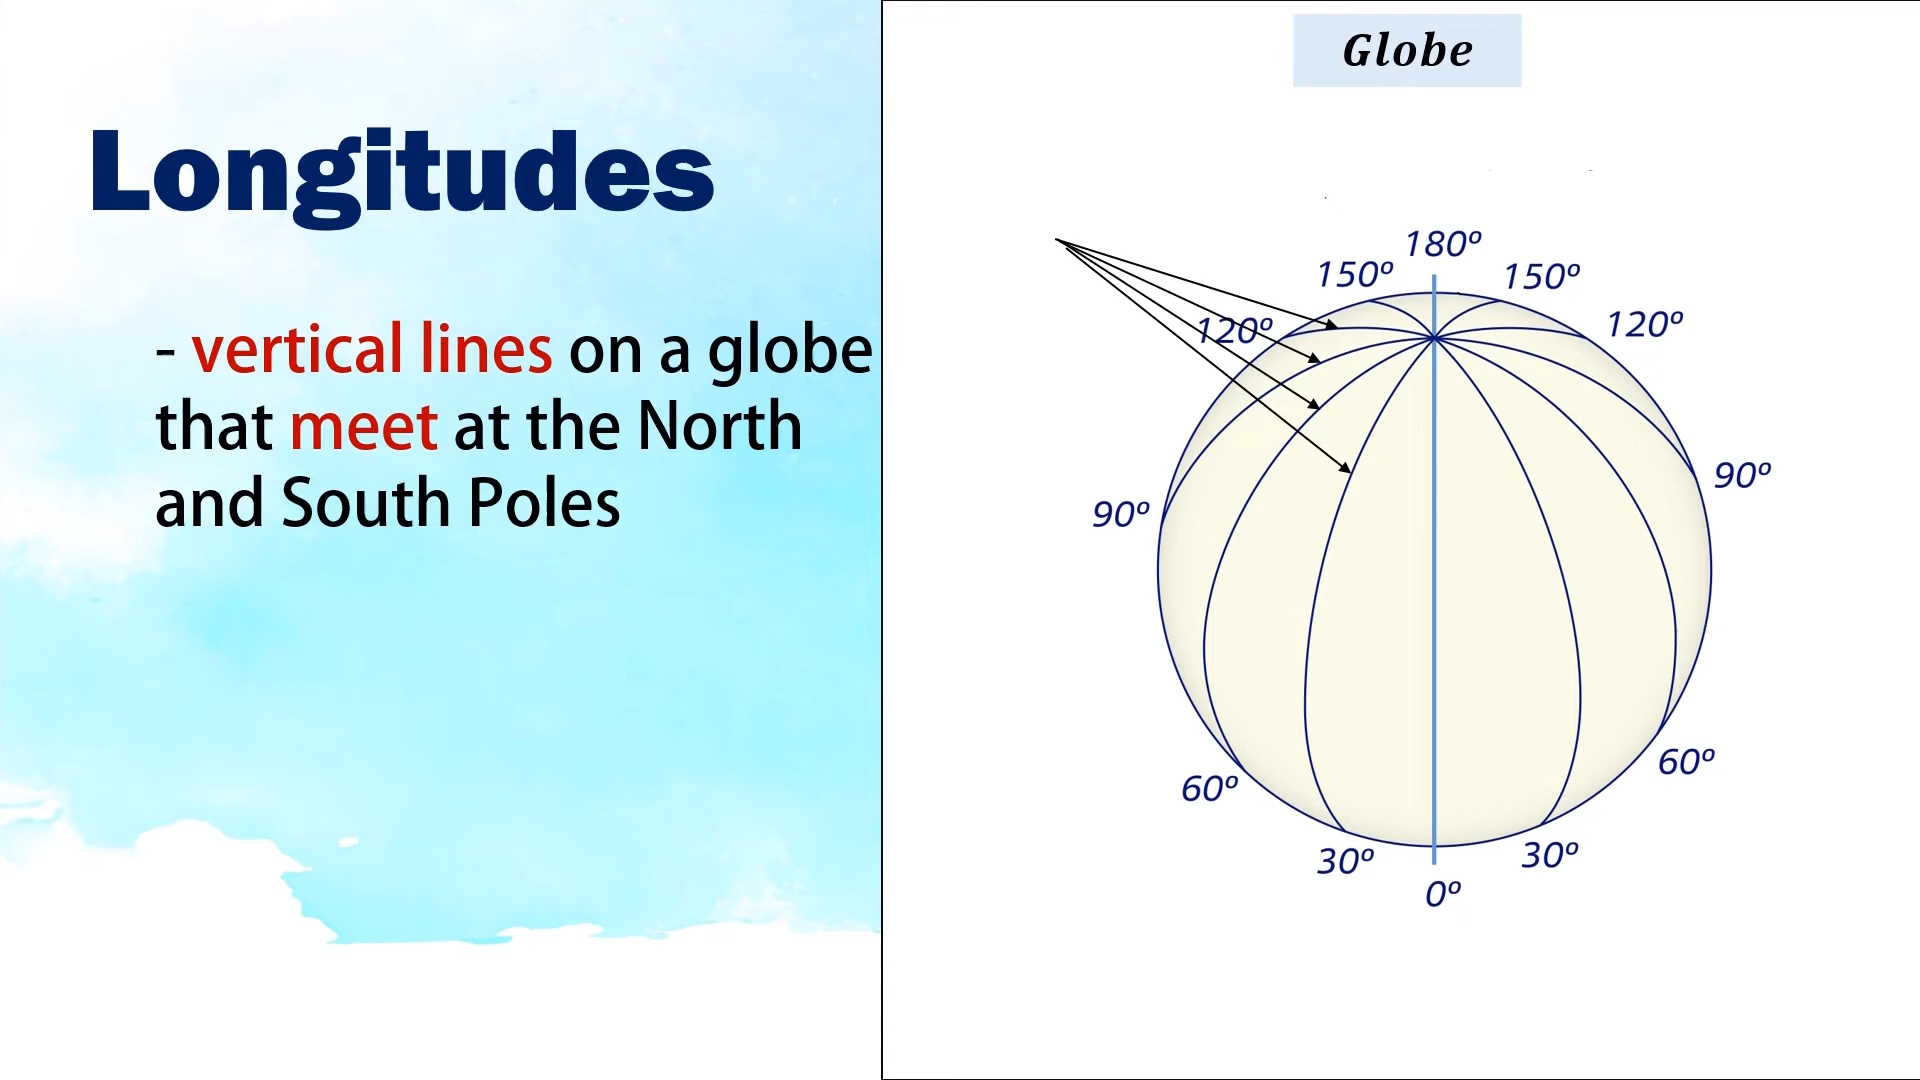 Longitudes
- vertical lines on a globe
that meet at the North
and South Poles
Globe
180º
150º
150º
120º
120º
90º
90º
60º
60º
30º
30º
0º